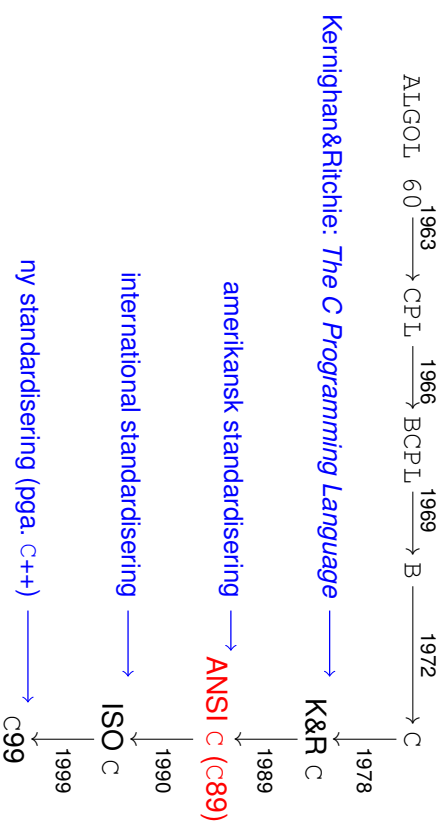 ALGOL 60 1963 CPL 1966 BCPL 1969 B 1972 C
1978
Kernighan&Ritchie: The C Programming Language K&R C
1989
amerikansk standardisering ANSI C (C89)
1990
international standardisering ISO C
1999
ny standardisering (pga. C++) C99